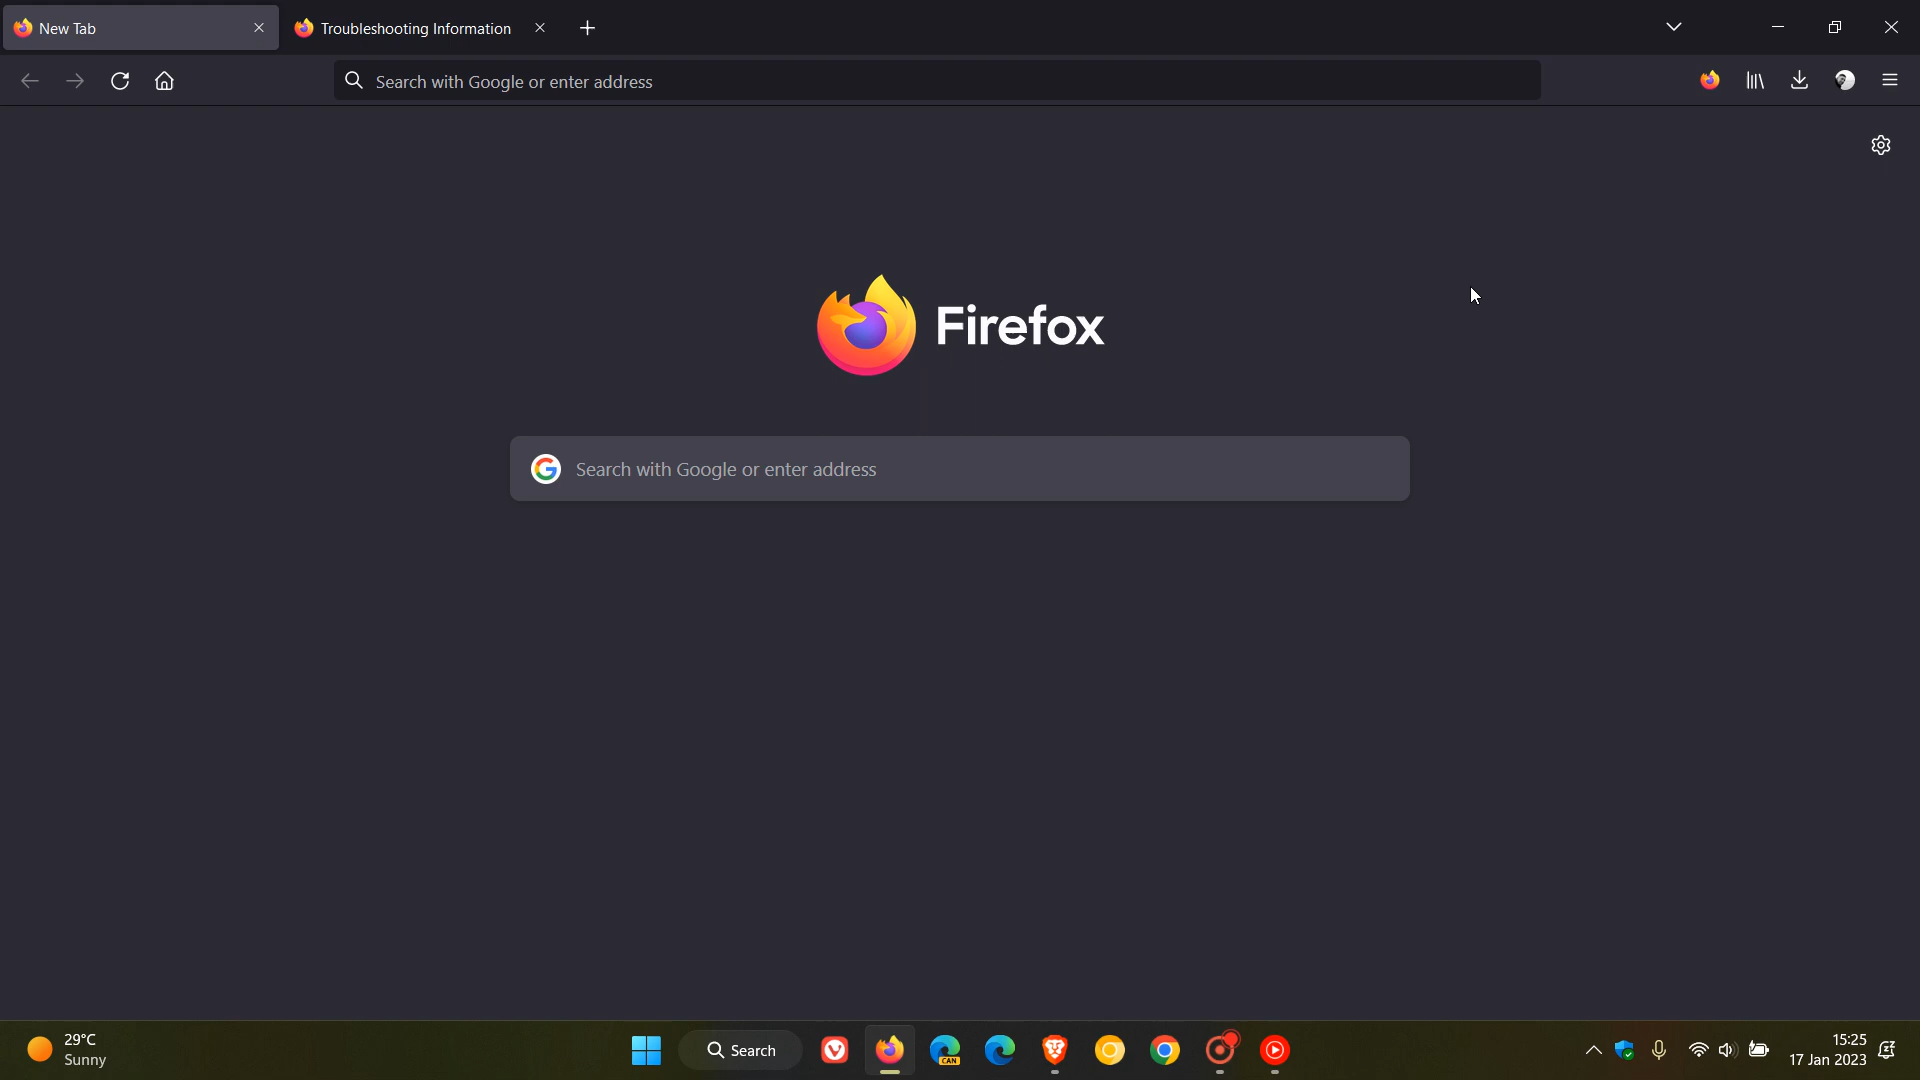 New Tab
Troubleshooting Information
Search with Google or enter address
Firefox
Search with Google or enter address
29°C
Sunny
Search
CAN
15:25
17 Jan 2023